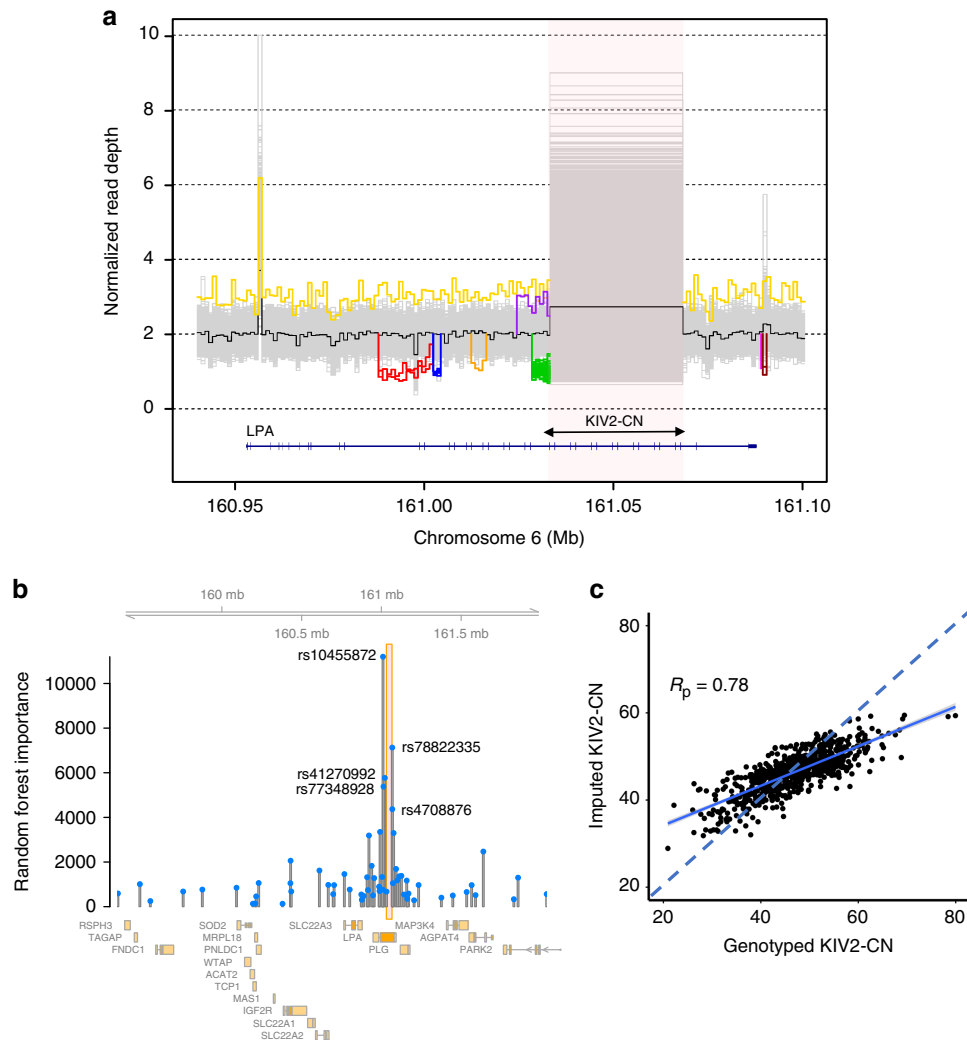 a
Normalized read depth
10
8
6
4
2
0
LPA
KIV2-CN
160.95
161.00
161.05
161.10
Chromosome 6 (Mb)
b
160 mb
161 mb
160.5 mb
161.5 mb
Random forest importance
10000
8000
6000
4000
2000
0
rs10455872
rs78822335
rs41270992
rs77348928
rs4708876
RSPH3
SOD2
SLC22A3
MAP3K4
TAGAP
MRPL18
LPA
AGPAT4
FNDC1
PNLDC1
PLG
PARK2
WTAP
ACAT2
TCP1
MAS1
IGF2R
SLC22A1
SLC22A2
c
Imputed KIV2-CN
80
60
40
20
Rp = 0.78
20
40
60
80
Genotyped KIV2-CN